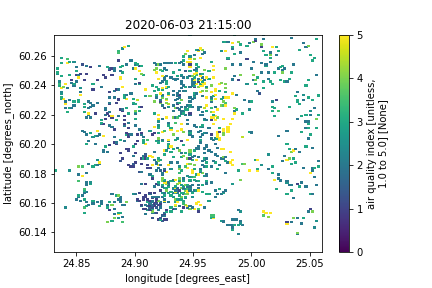 2020-06-03 21:15:00
60.26
60.24
60.22
60.20
60.18
60.16
60.14
latitude [degrees_north]
24.85 24.90 24.95 25.00 25.05
longitude [degrees_east]
5
4
3
2
1
0
air quality index [unitless,
1.0 to 5.0] [None]